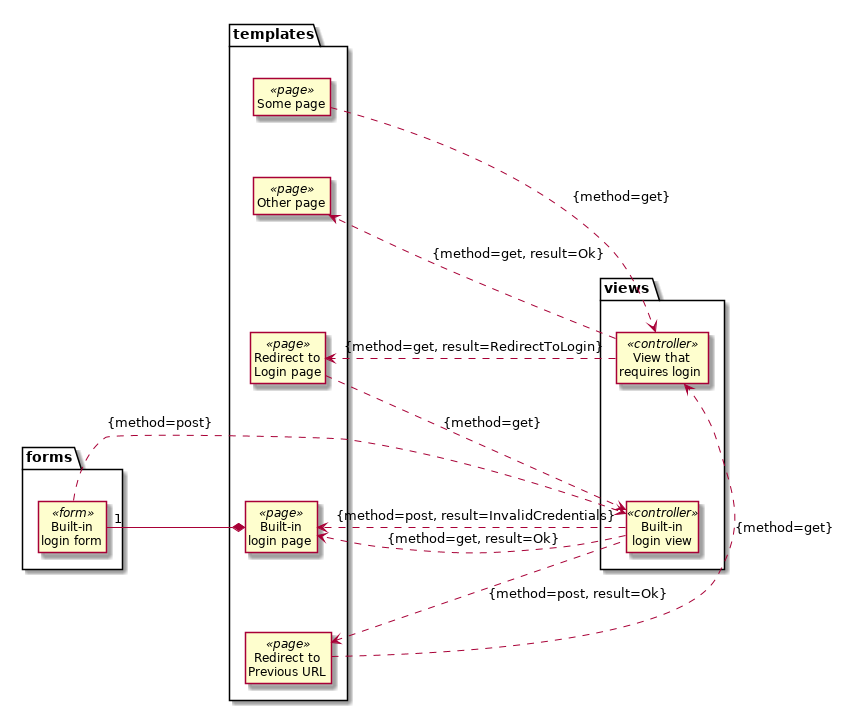 templates
«page»
Some page
«page»
Other page
{method=get}
{method=get, result=Ok}
views
«page»
Redirect to
Login page
{method=get, result=RedirectToLogin}
«controller»
View that
requires login
{method=post}
{method=get}
forms
«form»
Built-in
login form
1
«page»
Built-in
login page
{method=post, result=InvalidCredentials}
{method=get, result=Ok}
«controller»
Built-in
login view
{method=get}
{method=post, result=Ok}
«page»
Redirect to
Previous URL